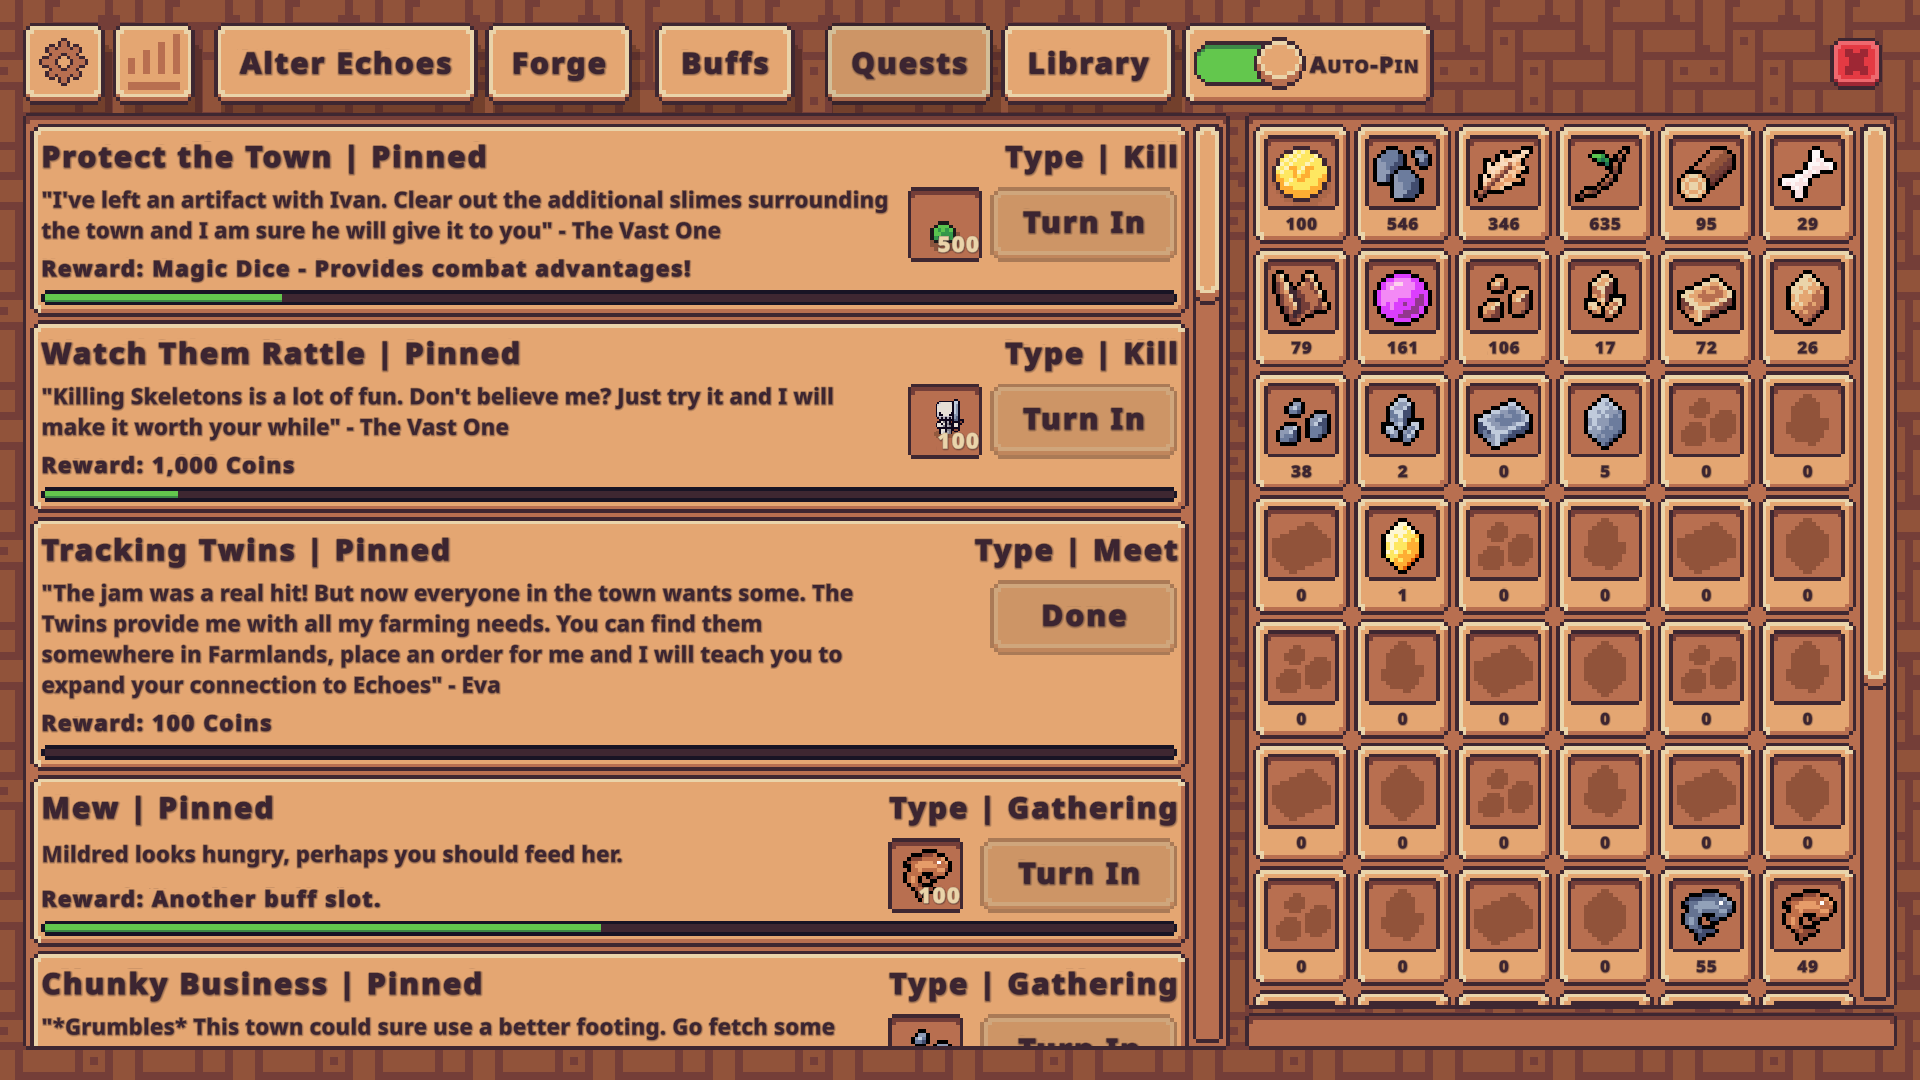 Alter Echoes
Forge
Buffs
Quests
Library
Auto-Pin
Protect the Town | Pinned
Type | Kill
"I've left an artifact with Ivan. Clear out the additional slimes surrounding
the town and I am sure he will give it to you" - The Vast One
500
Turn In
Reward: Magic Dice - Provides combat advantages!
Watch Them Rattle | Pinned
Type | Kill
"Killing Skeletons is a lot of fun. Don't believe me? Just try it and I will
make it worth your while" - The Vast One
100
Turn In
Reward: 1,000 Coins
Tracking Twins | Pinned
Type | Meet
"The jam was a real hit! But now everyone in the town wants some. The
Twins provide me with all my farming needs. You can find them
somewhere in Farmlands, place an order for me and I will teach you to
expand your connection to Echoes" - Eva
Done
Reward: 100 Coins
Mew | Pinned
Type | Gathering
Mildred looks hungry, perhaps you should feed her.
100
Turn In
Reward: Another buff slot.
Chunky Business | Pinned
Type | Gathering
"*Grumbles* This town could sure use a better footing. Go fetch some
Turn In
100 546 346 635 95 29
79 161 106 17 72 26
38 2 0 5 0 0
0 1 0 0 0 0
0 0 0 0 0 0
0 0 0 0 0 0
0 0 0 0 55 49